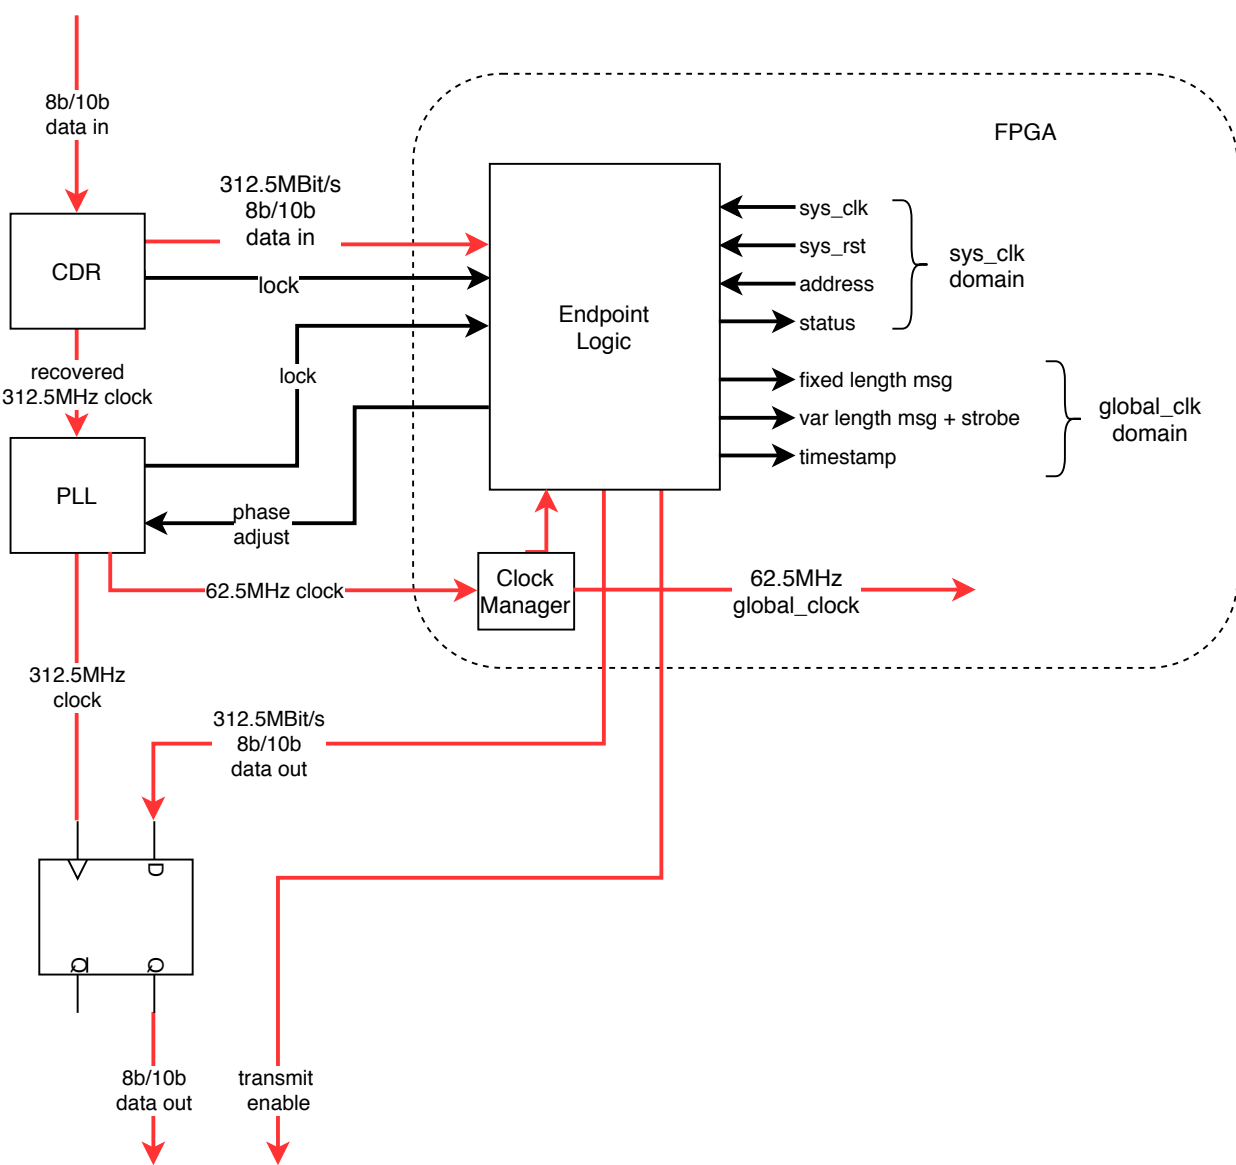 8b/10b
data in
FPGA
312.5MBit/s
8b/10b
data in
CDR
lock
recovered
312.5MHz clock
lock
PLL
phase
adjust
Endpoint
Logic
sys_clk
sys_rst
address
status
sys_clk
domain
fixed length msg
var length msg + strobe
timestamp
global_clk
domain
62.5MHz clock
Clock
Manager
62.5MHz
global_clock
312.5MHz
clock
312.5MBit/s
8b/10b
data out
D
Q
Q
8b/10b
data out
transmit
enable